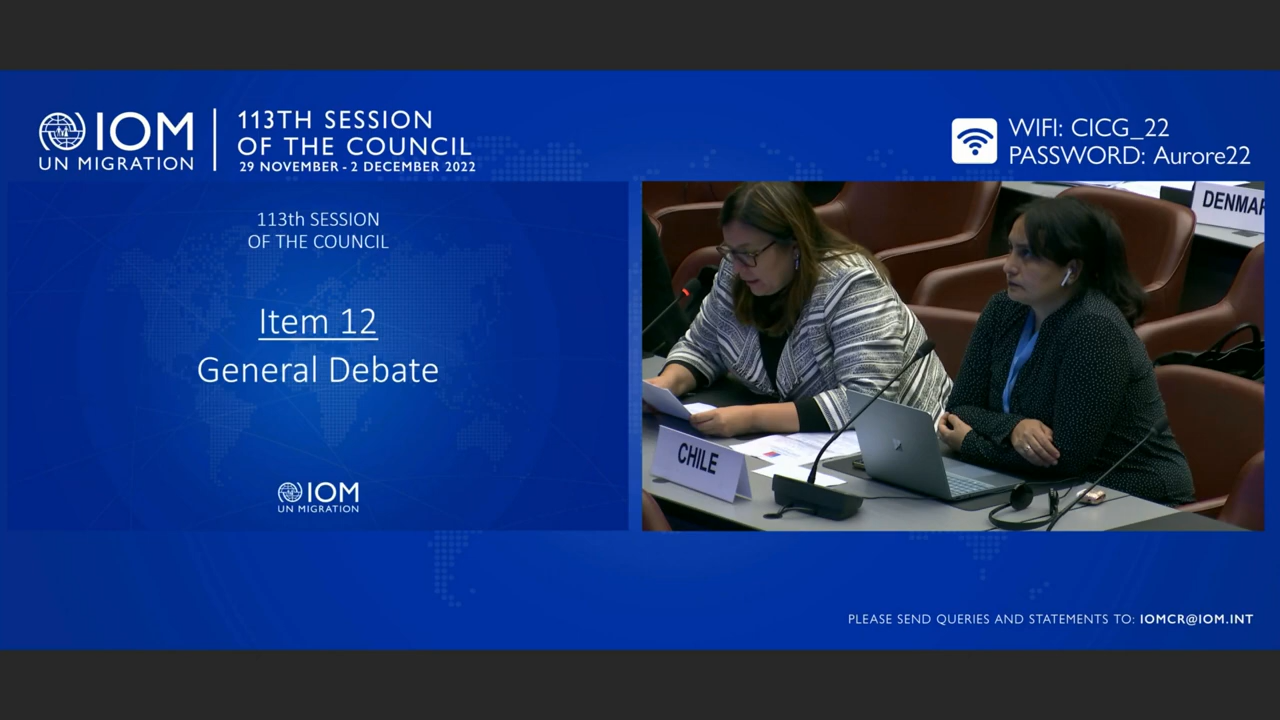 IOM
UN MIGRATION
113TH SESSION
OF THE COUNCIL
29 NOVEMBER - 2 DECEMBER 2022
WIFI: CICG_22
PASSWORD: Aurore22
113th SESSION
OF THE COUNCIL
Item 12
General Debate
IOM
UN MIGRATION
DENMAR
CHILE
PLEASE SEND QUERIES AND STATEMENTS TO: IOMCR@IOM.INT